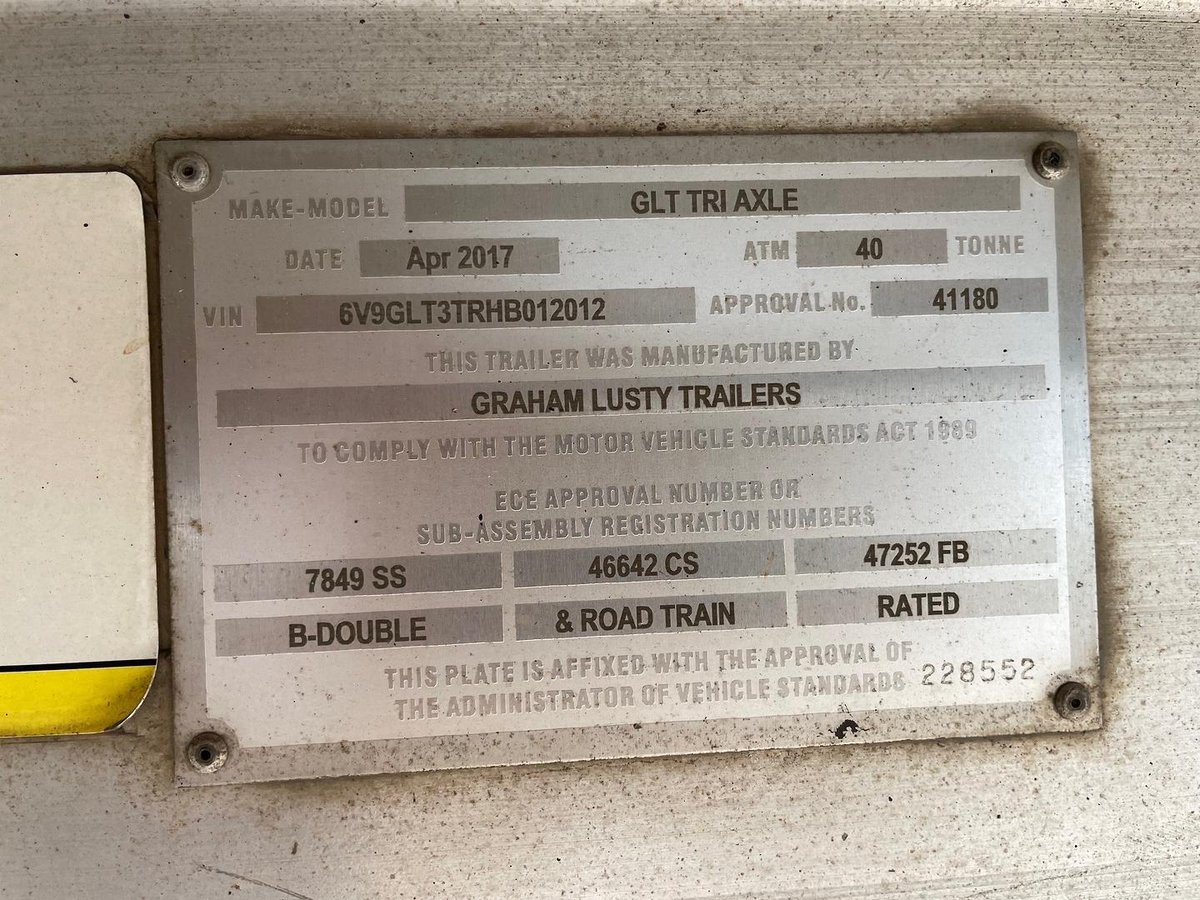 MAKE-MODEL GLT TRI AXLE
DATE Apr 2017 ATM 40 TONNE
VIN 6V9GLT3TRHB012012 APPROVAL No. 41180
THIS TRAILER WAS MANUFACTURED BY
GRAHAM LUSTY TRAILERS
TO COMPLY WITH THE MOTOR VEHICLE STANDARDS ACT 1989
ECE APPROVAL NUMBER OR
SUB-ASSEMBLY REGISTRATION NUMBERS
7849 SS 46642 CS 47252 FB
B-DOUBLE & ROAD TRAIN RATED
THIS PLATE IS AFFIXED WITH THE APPROVAL OF
THE ADMINISTRATOR OF VEHICLE STANDARDS 228552